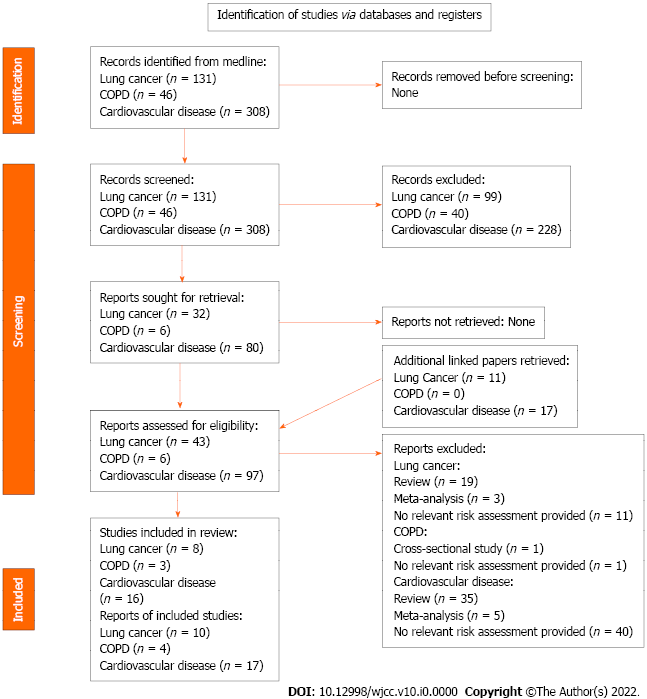 Identification of studies via databases and registers
Identification
Records identified from medline:
Lung cancer (n = 131)
COPD (n = 46)
Cardiovascular disease (n = 308)
Records removed before screening:
None
Screening
Records screened:
Lung cancer (n = 131)
COPD (n = 46)
Cardiovascular disease (n = 308)
Records excluded:
Lung cancer (n = 99)
COPD (n = 40)
Cardiovascular disease (n = 228)
Reports sought for retrieval:
Lung cancer (n = 32)
COPD (n = 6)
Cardiovascular disease (n = 80)
Reports not retrieved: None
Additional linked papers retrieved:
Lung Cancer (n = 11)
COPD (n = 0)
Cardiovascular disease (n = 17)
Reports assessed for eligibility:
Lung cancer (n = 43)
COPD (n = 6)
Cardiovascular disease (n = 97)
Reports excluded:
Lung cancer:
Review (n = 19)
Meta-analysis (n = 3)
No relevant risk assessment provided (n = 11)
COPD:
Cross-sectional study (n = 1)
No relevant risk assessment provided (n = 1)
Cardiovascular disease:
Review (n = 35)
Meta-analysis (n = 5)
No relevant risk assessment provided (n = 40)
Included
Studies included in review:
Lung cancer (n = 8)
COPD (n = 3)
Cardiovascular disease
(n = 16)
Reports of included studies:
Lung cancer (n = 10)
COPD (n = 4)
Cardiovascular disease (n = 17)
DOI: 10.12998/wjcc.v10.i0.0000 Copyright ©The Author(s) 2022.